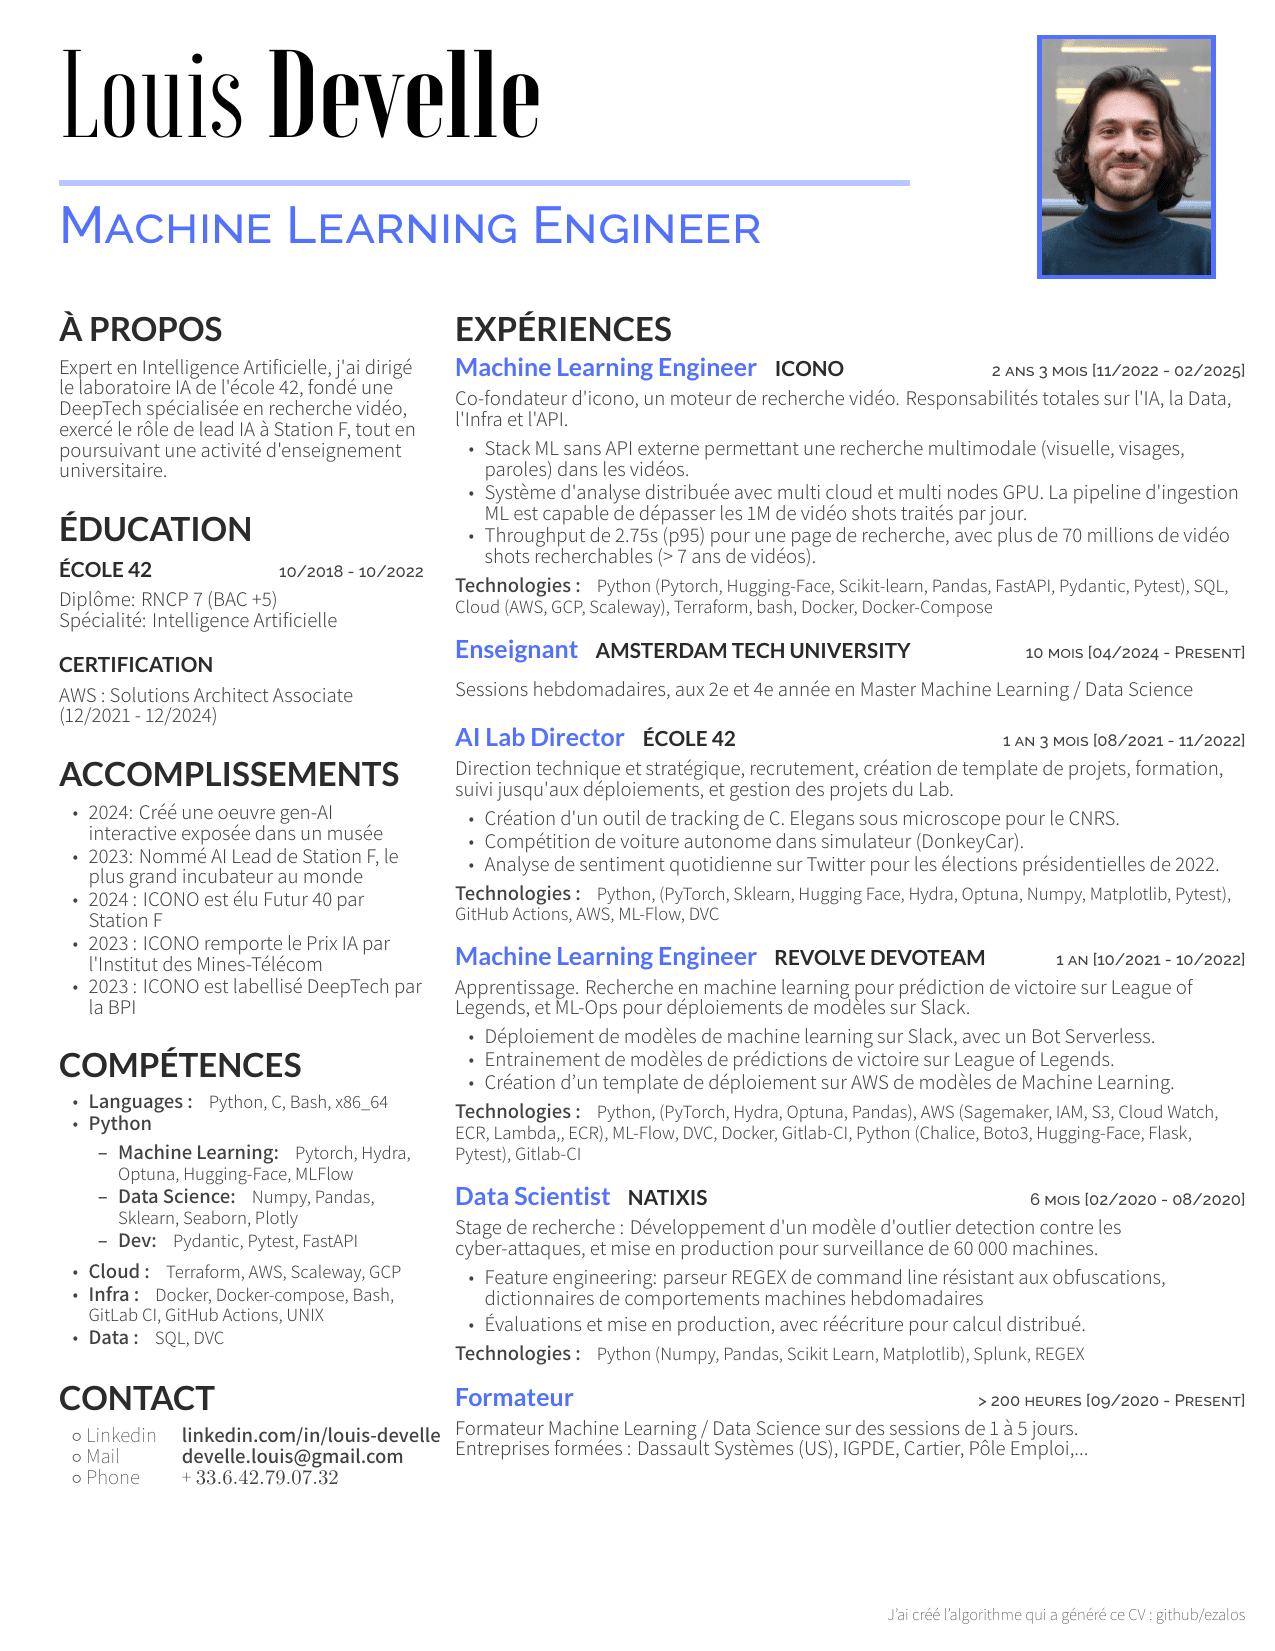 Louis Develle
Machine Learning Engineer
À PROPOS
Expert en Intelligence Artificielle, j'ai dirigé
le laboratoire IA de l'école 42, fondé une
DeepTech spécialisée en recherche vidéo,
exercé le rôle de lead IA à Station F, tout en
poursuivant une activité d'enseignement
universitaire.
ÉDUCATION
ÉCOLE 42 10/2018 - 10/2022
Diplôme: RNCP 7 (BAC +5)
Spécialité: Intelligence Artificielle
CERTIFICATION
AWS : Solutions Architect Associate
(12/2021 - 12/2024)
ACCOMPLISSEMENTS
• 2024: Créé une oeuvre gen-AI
interactive exposée dans un musée
• 2023: Nommé AI Lead de Station F, le
plus grand incubateur au monde
• 2024 : ICONO est élu Futur 40 par
Station F
• 2023 : ICONO remporte le Prix IA par
l'Institut des Mines-Télécom
• 2023 : ICONO est labellisé DeepTech par
la BPI
COMPÉTENCES
• Languages : Python, C, Bash, x86_64
• Python
– Machine Learning: Pytorch, Hydra,
Optuna, Hugging-Face, MLFlow
– Data Science: Numpy, Pandas,
Sklearn, Seaborn, Plotly
– Dev: Pydantic, Pytest, FastAPI
• Cloud : Terraform, AWS, Scaleway, GCP
• Infra : Docker, Docker-compose, Bash,
GitLab CI, GitHub Actions, UNIX
• Data : SQL, DVC
CONTACT
○ Linkedin linkedin.com/in/louis-develle
○ Mail develle.louis@gmail.com
○ Phone + 33.6.42.79.07.32
EXPÉRIENCES
Machine Learning Engineer ICONO 2 ans 3 mois [11/2022 - 02/2025]
Co-fondateur d'icono, un moteur de recherche vidéo. Responsabilités totales sur l'IA, la Data,
l'Infra et l'API.
• Stack ML sans API externe permettant une recherche multimodale (visuelle, visages,
paroles) dans les vidéos.
• Système d'analyse distribuée avec multi cloud et multi nodes GPU. La pipeline d'ingestion
ML est capable de dépasser les 1M de vidéo shots traités par jour.
• Throughput de 2.75s (p95) pour une page de recherche, avec plus de 70 millions de vidéo
shots recherchables (> 7 ans de vidéos).
Technologies : Python (Pytorch, Hugging-Face, Scikit-learn, Pandas, FastAPI, Pydantic, Pytest), SQL,
Cloud (AWS, GCP, Scaleway), Terraform, bash, Docker, Docker-Compose
Enseignant AMSTERDAM TECH UNIVERSITY 10 mois [04/2024 - Present]
Sessions hebdomadaires, aux 2e et 4e année en Master Machine Learning / Data Science
AI Lab Director ÉCOLE 42 1 an 3 mois [08/2021 - 11/2022]
Direction technique et stratégique, recrutement, création de template de projets, formation,
suivi jusqu'aux déploiements, et gestion des projets du Lab.
• Création d'un outil de tracking de C. Elegans sous microscope pour le CNRS.
• Compétition de voiture autonome dans simulateur (DonkeyCar).
• Analyse de sentiment quotidienne sur Twitter pour les élections présidentielles de 2022.
Technologies : Python, (PyTorch, Sklearn, Hugging Face, Hydra, Optuna, Numpy, Matplotlib, Pytest),
GitHub Actions, AWS, ML-Flow, DVC
Machine Learning Engineer REVOLVE DEVOTEAM 1 an [10/2021 - 10/2022]
Apprentissage. Recherche en machine learning pour prédiction de victoire sur League of
Legends, et ML-Ops pour déploiements de modèles sur Slack.
• Déploiement de modèles de machine learning sur Slack, avec un Bot Serverless.
• Entrainement de modèles de prédictions de victoire sur League of Legends.
• Création d’un template de déploiement sur AWS de modèles de Machine Learning.
Technologies : Python, (PyTorch, Hydra, Optuna, Pandas), AWS (Sagemaker, IAM, S3, Cloud Watch,
ECR, Lambda,, ECR), ML-Flow, DVC, Docker, Gitlab-CI, Python (Chalice, Boto3, Hugging-Face, Flask,
Pytest), Gitlab-CI
Data Scientist NATIXIS 6 mois [02/2020 - 08/2020]
Stage de recherche : Développement d'un modèle d'outlier detection contre les
cyber-attaques, et mise en production pour surveillance de 60 000 machines.
• Feature engineering: parseur REGEX de command line résistant aux obfuscations,
dictionnaires de comportements machines hebdomadaires
• Évaluations et mise en production, avec réécriture pour calcul distribué.
Technologies : Python (Numpy, Pandas, Scikit Learn, Matplotlib), Splunk, REGEX
Formateur > 200 heures [09/2020 - Present]
Formateur Machine Learning / Data Science sur des sessions de 1 à 5 jours.
Entreprises formées : Dassault Systèmes (US), IGPDE, Cartier, Pôle Emploi,...
J’ai créé l’algorithme qui a généré ce CV : github/ezalos